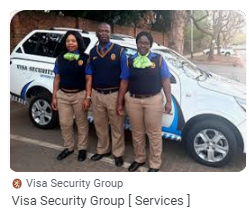 VISA SECURITY
Visa Security Group
Visa Security Group [ Services ]